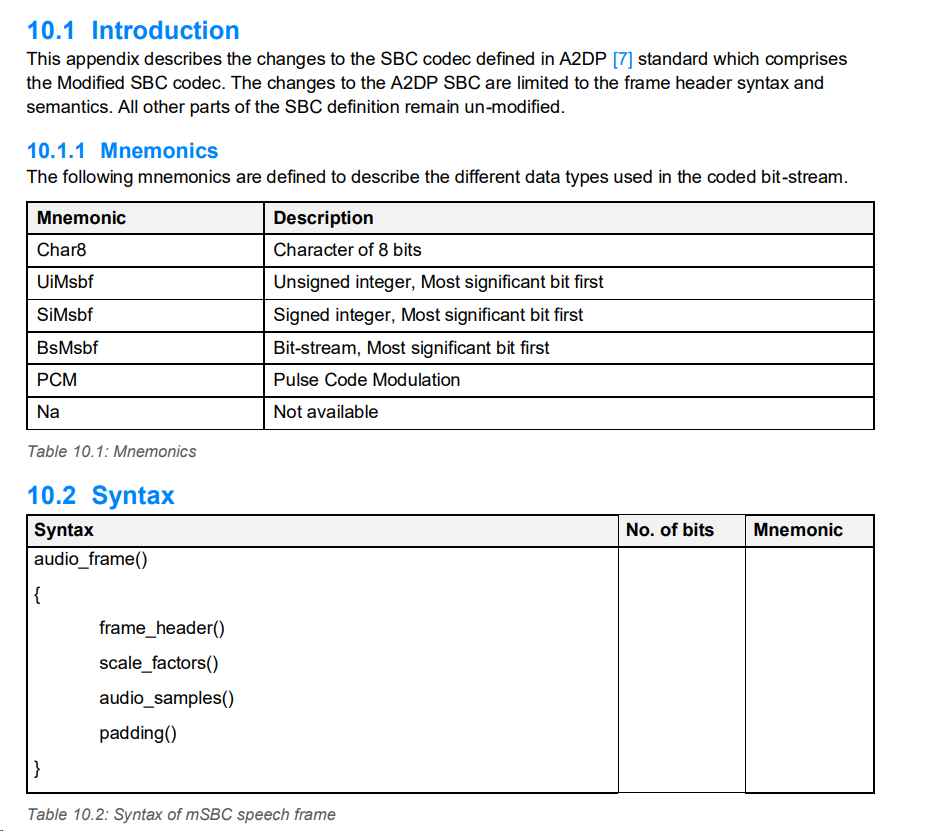 10.1 Introduction
This appendix describes the changes to the SBC codec defined in A2DP [7] standard which comprises
the Modified SBC codec. The changes to the A2DP SBC are limited to the frame header syntax and
semantics. All other parts of the SBC definition remain un-modified.
10.1.1 Mnemonics
The following mnemonics are defined to describe the different data types used in the coded bit-stream.
Mnemonic Description
Char8 Character of 8 bits
UiMsbf Unsigned integer, Most significant bit first
SiMsbf Signed integer, Most significant bit first
BsMsbf Bit-stream, Most significant bit first
PCM Pulse Code Modulation
Na Not available
Table 10.1: Mnemonics
10.2 Syntax
Syntax No. of bits Mnemonic
audio_frame()
{
frame_header()
scale_factors()
audio_samples()
padding()
}
Table 10.2: Syntax of mSBC speech frame